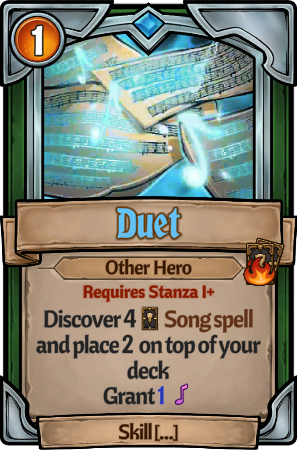 1
Duet
Other Hero
Requires Stanza I+
Discover 4 Song spell
and place 2 on top of your
deck
Grant 1
Skill [...]